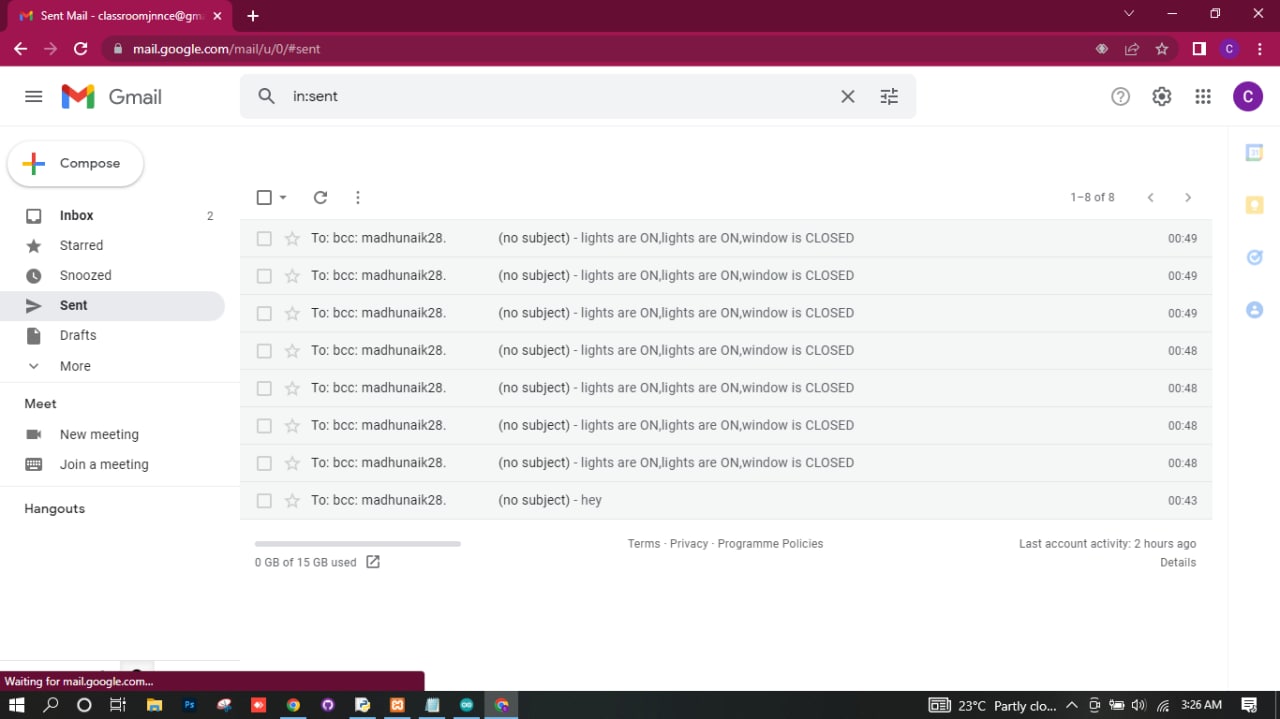 Sent Mail - classroomjnnce@gma
mail.google.com/mail/u/0/#sent
C
Gmail
in:sent
C
Compose
1–8 of 8
Inbox 2
Starred
Snoozed
Sent
Drafts
More
Meet
New meeting
Join a meeting
Hangouts
To: bcc: madhunaik28. (no subject) - lights are ON,lights are ON,window is CLOSED 00:49
To: bcc: madhunaik28. (no subject) - lights are ON,lights are ON,window is CLOSED 00:49
To: bcc: madhunaik28. (no subject) - lights are ON,lights are ON,window is CLOSED 00:49
To: bcc: madhunaik28. (no subject) - lights are ON,lights are ON,window is CLOSED 00:48
To: bcc: madhunaik28. (no subject) - lights are ON,lights are ON,window is CLOSED 00:48
To: bcc: madhunaik28. (no subject) - lights are ON,lights are ON,window is CLOSED 00:48
To: bcc: madhunaik28. (no subject) - lights are ON,lights are ON,window is CLOSED 00:48
To: bcc: madhunaik28. (no subject) - hey 00:43
0 GB of 15 GB used
Terms · Privacy · Programme Policies
Last account activity: 2 hours ago
Details
31
Waiting for mail.google.com...
Ps
23°C Partly clo...
3:26 AM